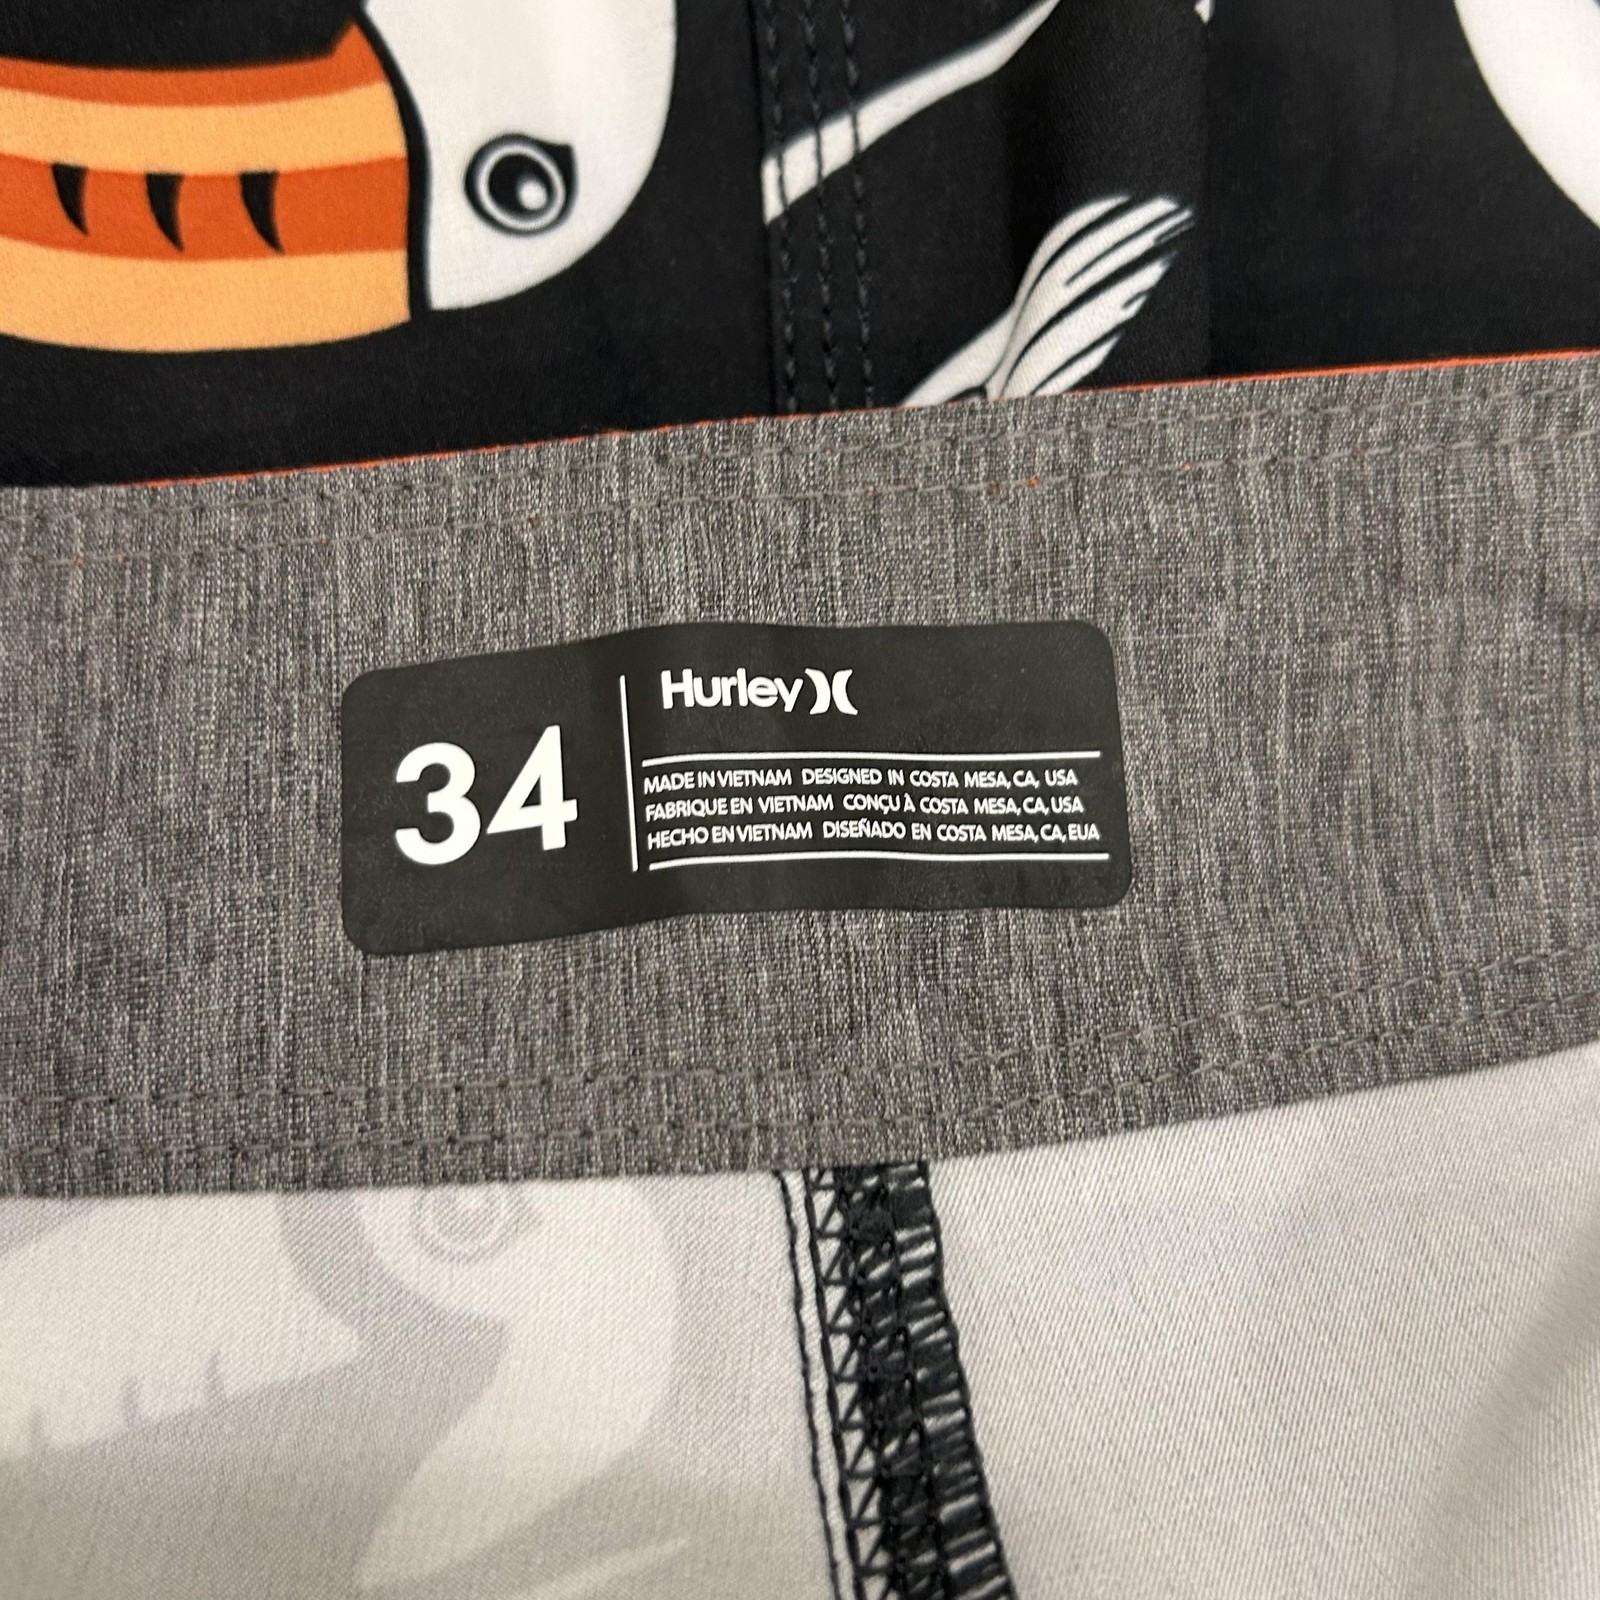 34
Hurley
MADE IN VIETNAM DESIGNED IN COSTA MESA, CA, USA
FABRIQUE EN VIETNAM CONÇU À COSTA MESA, CA, USA
HECHO EN VIETNAM DISEÑADO EN COSTA MESA, CA, EUA